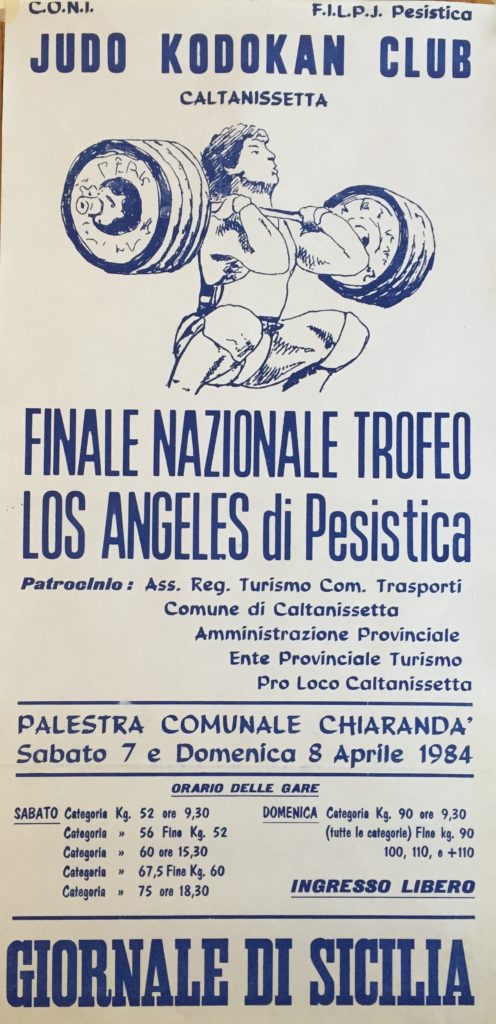 C.O.N.I. F.I.L.P.J. Pesistica
JUDO KODOKAN CLUB
CALTANISSETTA
FINALE NAZIONALE TROFEO
LOS ANGELES di Pesistica
Patrocinio : Ass. Reg. Turismo Com. Trasporti
Comune di Caltanissetta
Amministrazione Provinciale
Ente Provinciale Turismo
Pro Loco Caltanissetta
PALESTRA COMUNALE CHIARANDA'
Sabato 7 e Domenica 8 Aprile 1984
ORARIO DELLE GARE
SABATO Categoria Kg. 52 ore 9,30
Categoria » 56 Fine Kg. 52
Categoria » 60 ore 15,30
Categoria » 67,5 Fine Kg. 60
Categoria » 75 ore 18,30
DOMENICA Categoria Kg. 90 ore 9,30
(tutte le categorie) Fine kg. 90
100, 110, e +110
INGRESSO LIBERO
GIORNALE DI SICILIA